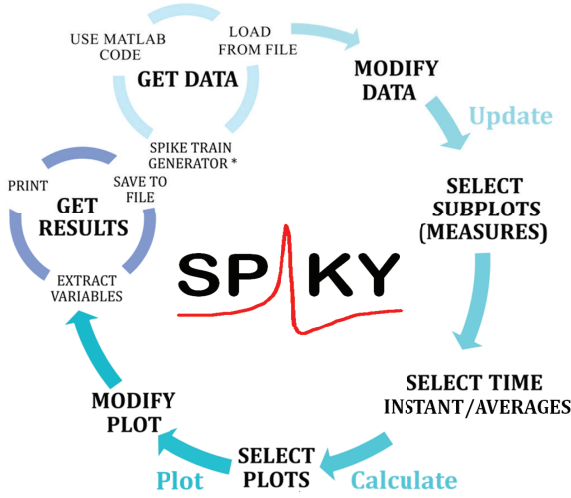 USE MATLAB
CODE
LOAD
FROM FILE
GET DATA
SPIKE TRAIN
GENERATOR *
MODIFY
DATA
Update
SELECT
SUBPLOTS
(MEASURES)
SELECT TIME
INSTANT/AVERAGES
Calculate
SELECT
PLOTS
Plot
MODIFY
PLOT
EXTRACT
VARIABLES
PRINT
SAVE TO
FILE
GET
RESULTS
SPIKY